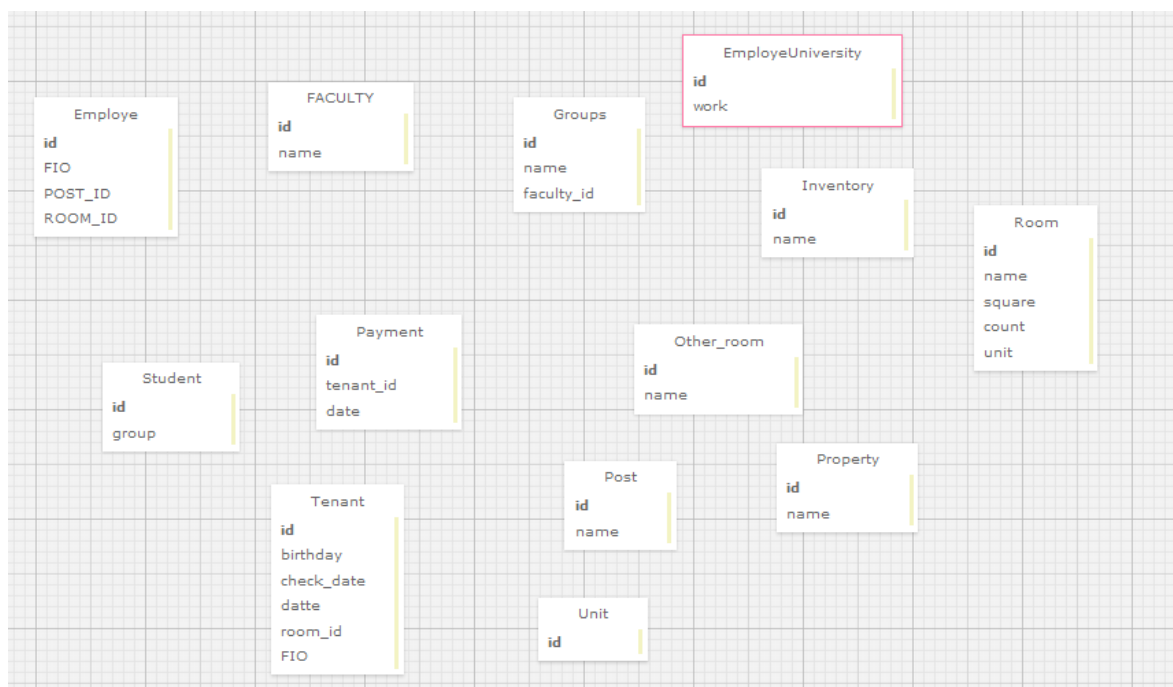 EmployeUniversity
id
work
FACULTY
id
name
Employe
id
FIO
POST_ID
ROOM_ID
Groups
id
name
faculty_id
Inventory
id
name
Room
id
name
square
count
unit
Payment
id
tenant_id
date
Other_room
id
name
Student
id
group
Property
id
name
Post
id
name
Tenant
id
birthday
check_date
datte
room_id
FIO
Unit
id